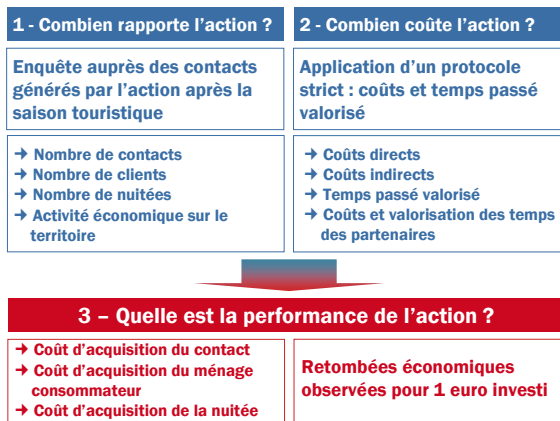 1 - Combien rapporte l'action ?
Enquête auprès des contacts
générés par l'action après la
saison touristique
→ Nombre de contacts
→ Nombre de clients
→ Nombre de nuitées
→ Activité économique sur le
territoire
2 - Combien coûte l'action ?
Application d'un protocole
strict : coûts et temps passé
valorisé
→ Coûts directs
→ Coûts indirects
→ Temps passé valorisé
→ Coûts et valorisation des temps
des partenaires
3 – Quelle est la performance de l'action ?
→ Coût d'acquisition du contact
→ Coût d'acquisition du ménage
consommateur
→ Coût d'acquisition de la nuitée
Retombées économiques
observées pour 1 euro investi